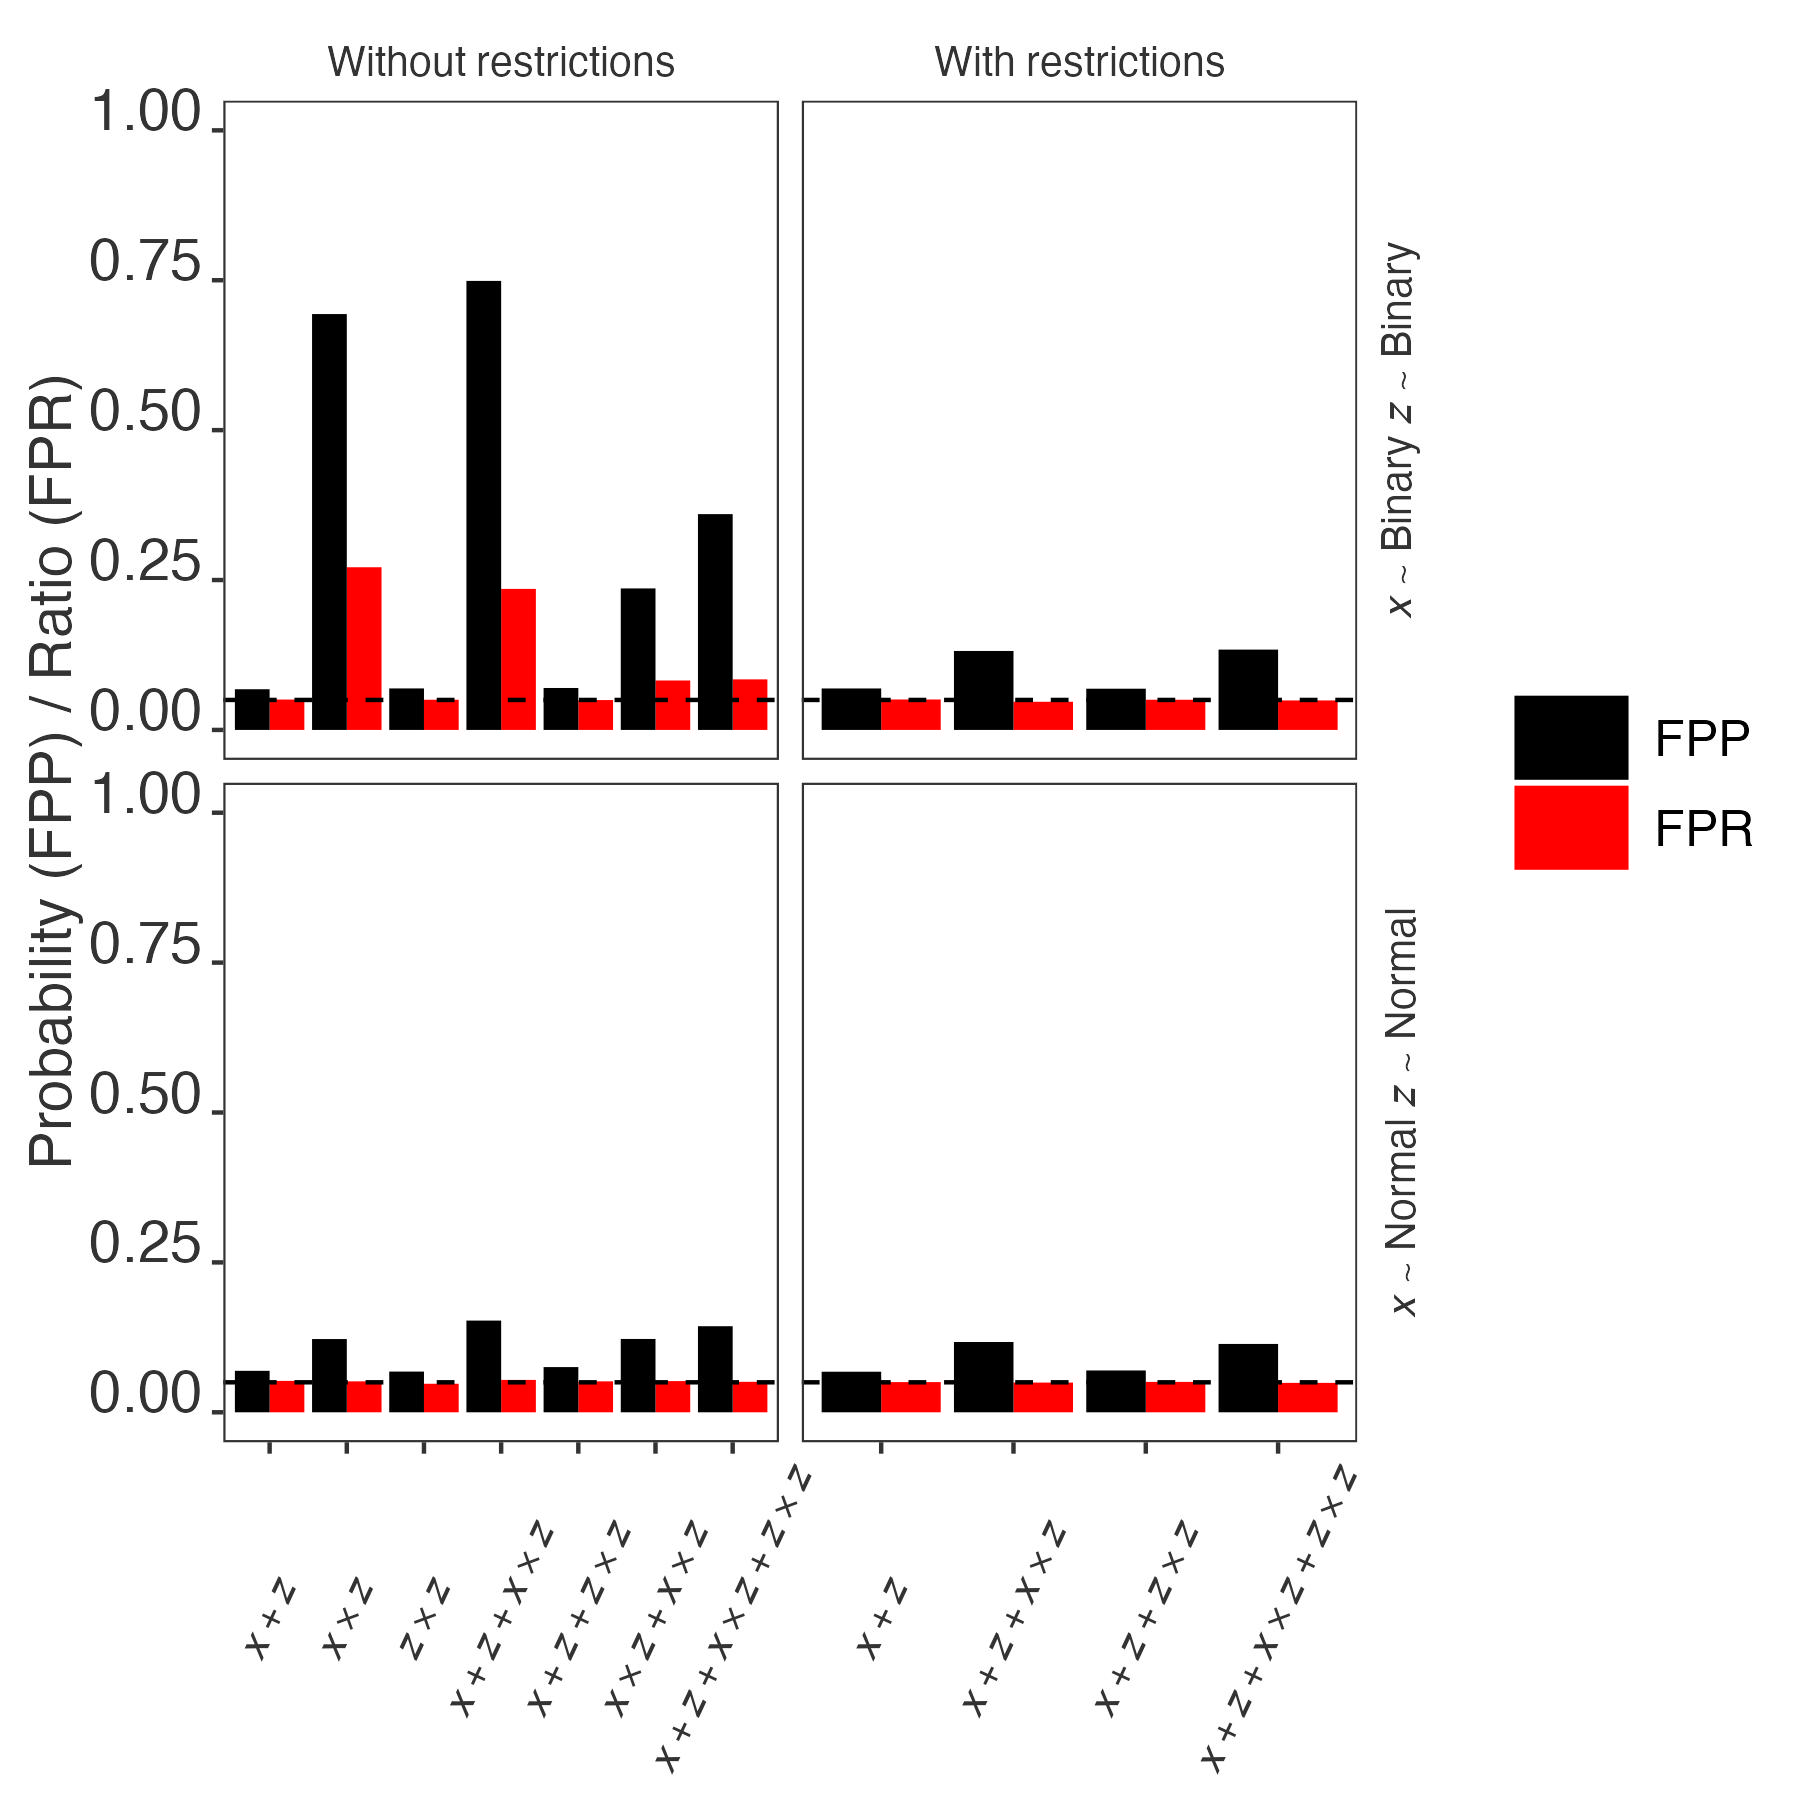 Without restrictions
With restrictions
Probability (FPP) / Ratio (FPR)
1.00
0.75
0.50
0.25
0.00
x ~ Binary z ~ Binary
1.00
0.75
0.50
0.25
0.00
x ~ Normal z ~ Normal
FPP
FPR
x + z
x × z
z × z
x + z + x × z
x + z + z × z
x × z + x × z
x + z + x × z + z × z
x + z
x + z + x × z
x + z + z × z
x + z + x × z + z × z